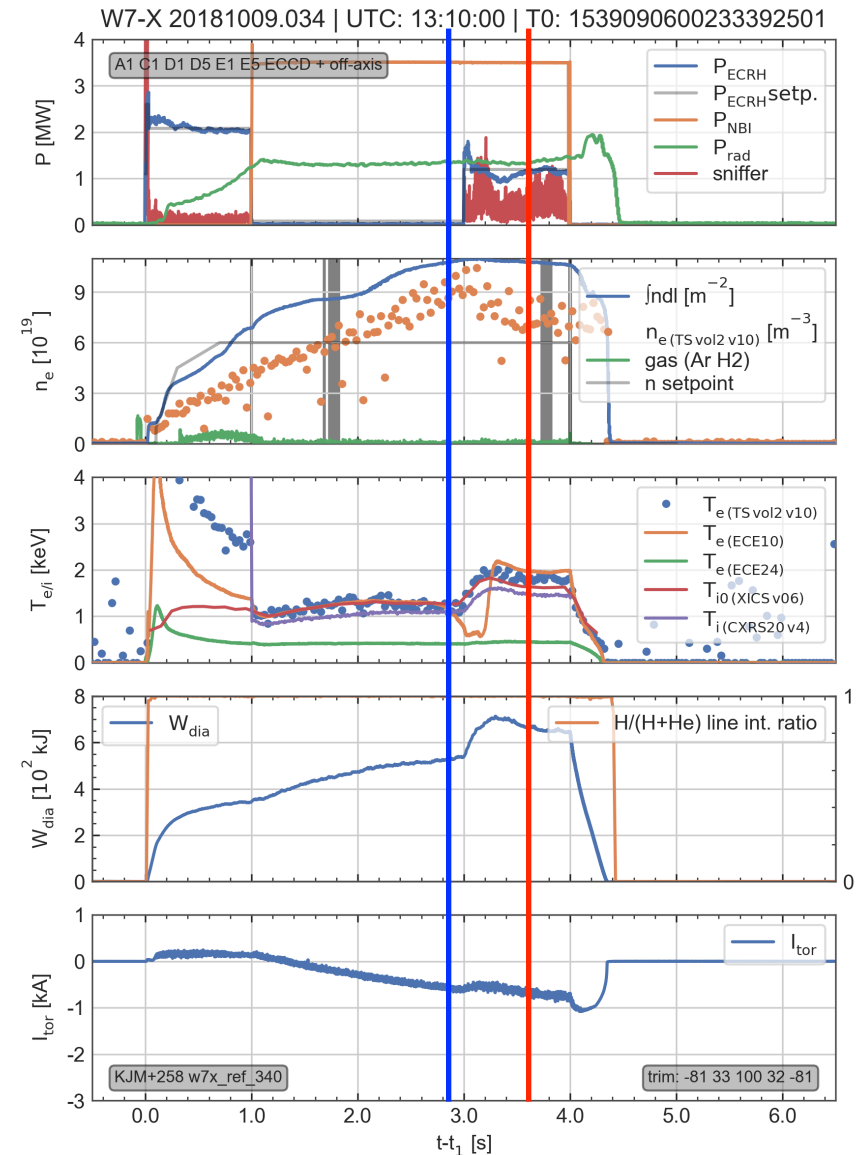 W7-X 20181009.034 | UTC: 13:10:00 | T0: 1539090600233392501
4
3
2
1
0
P [MW]
A1 C1 D1 D5 E1 E5 ECCD + off-axis
P_ECRH
P_ECRH setp.
P_NBI
P_rad
sniffer
9
6
3
0
n_e [10^19]
∫ndl [m^-2]
n_e (TS vol2 v10) [m^-3]
gas (Ar H2)
n setpoint
4
3
2
1
0
T_e/i [keV]
T_e (TS vol2 v10)
T_e (ECE10)
T_e (ECE24)
T_i0 (XICS v06)
T_i (CXRS20 v4)
8
6
4
2
0
W_dia [10^2 kJ]
W_dia
H/(H+He) line int. ratio
1
0
1
0
-1
-2
-3
I_tor [kA]
I_tor
KJM+258 w7x_ref_340
trim: -81 33 100 32 -81
0.0 1.0 2.0 3.0 4.0 5.0 6.0
t-t_1 [s]